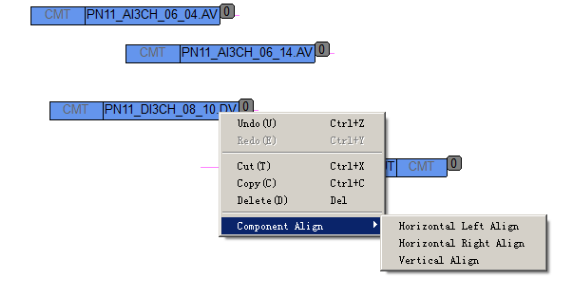 CMT PN11_AI3CH_06_04.AV 0
CMT PN11_AI3CH_06_14.AV 0
CMT PN11_DI3CH_08_10.DV 0
Undo(U) Ctrl+Z
Redo(E) Ctrl+Y
CMT 0
Cut(T) Ctrl+X
Copy(C) Ctrl+C
Delete(D) Del
Component Align
Horizontal Left Align
Horizontal Right Align
Vertical Align